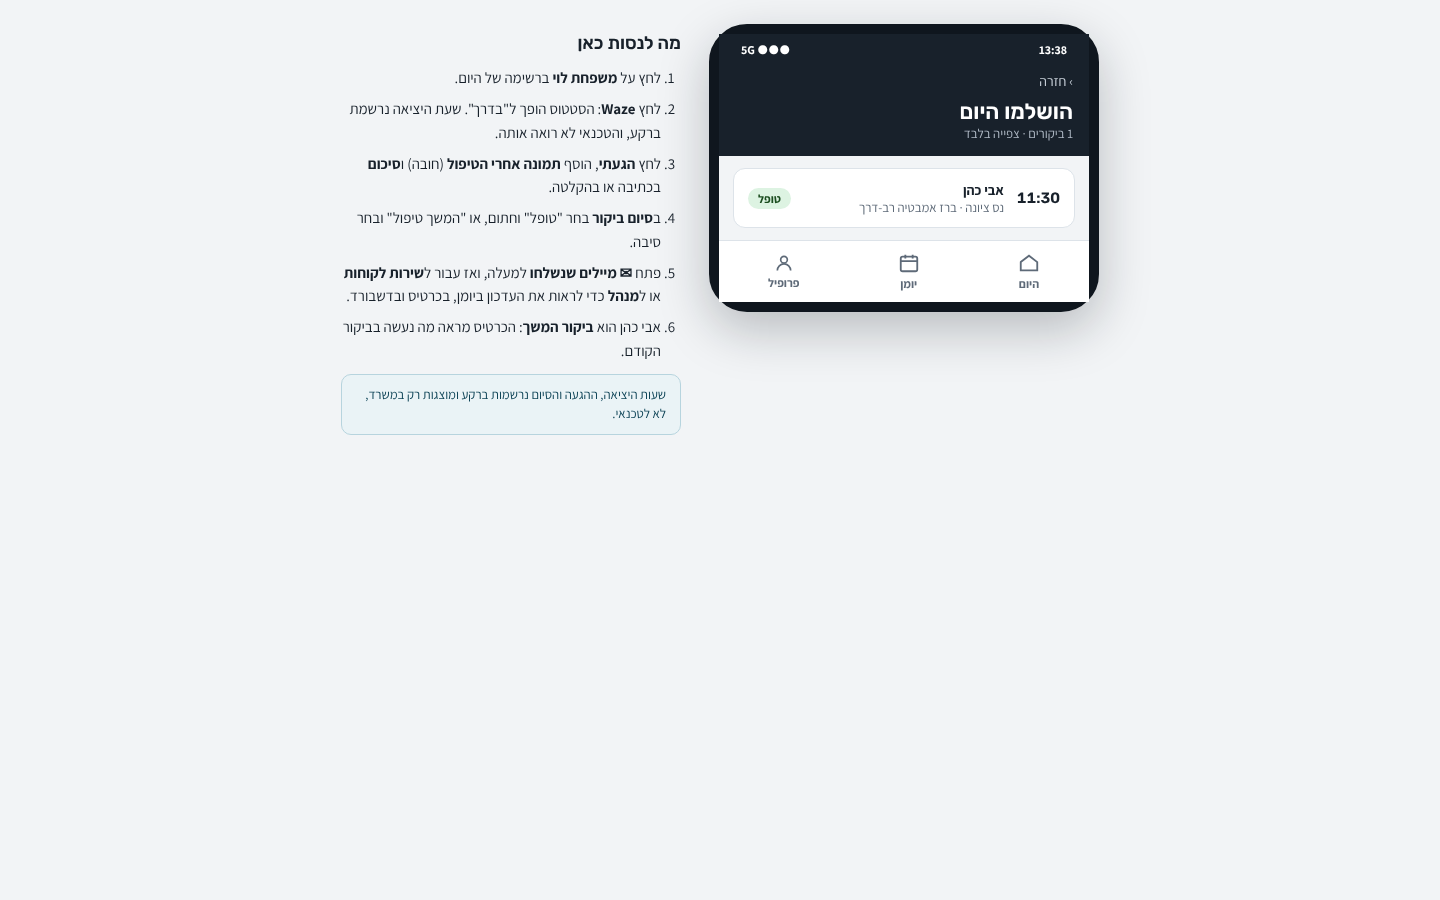 13:38
5G ●●●
‹ חזרה
הושלמו היום
1 ביקורים · צפייה בלבד
11:30
אבי כהן
נס ציונה · ברז אמבטיה רב-דרך
טופל
היום
יומן
פרופיל
מה לנסות כאן
1. לחץ על משפחת לוי ברשימה של היום.
2. לחץ Waze: הסטטוס הופך ל"בדרך". שעת היציאה נרשמת
ברקע, והטכנאי לא רואה אותה.
3. לחץ הגעתי, הוסף תמונה אחרי הטיפול (חובה) וסיכום
בכתיבה או בהקלטה.
4. בסיום ביקור בחר "טופל" וחתום, או "המשך טיפול" ובחר
סיבה.
5. פתח ✉ מיילים שנשלחו למעלה, ואז עבור לשירות לקוחות
או למנהל כדי לראות את העדכון ביומן, בכרטיס ובדשבורד.
6. אבי כהן הוא ביקור המשך: הכרטיס מראה מה נעשה בביקור
הקודם.
שעות היציאה, ההגעה והסיום נרשמות ברקע ומוצגות רק במשרד,
לא לטכנאי.